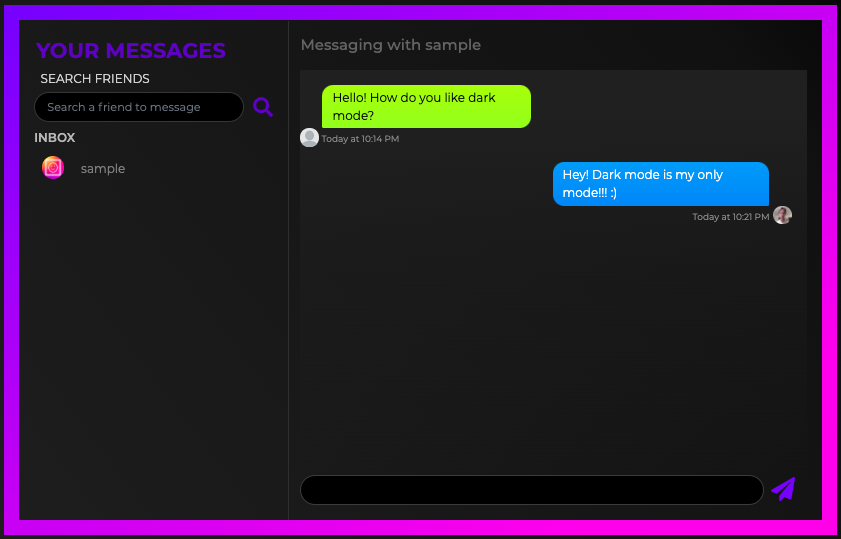 YOUR MESSAGES
SEARCH FRIENDS
Search a friend to message
INBOX
sample
Messaging with sample
Hello! How do you like dark
mode?
Today at 10:14 PM
Hey! Dark mode is my only
mode!!! :)
Today at 10:21 PM